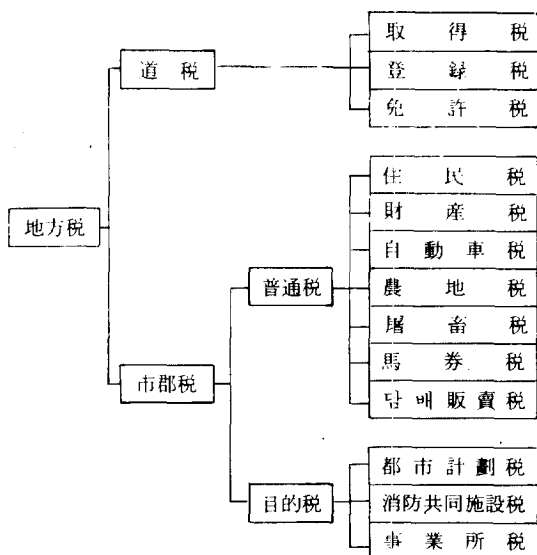 地方税
道税
取得税
登録税
免許税
市郡税
普通税
住民税
財産税
自動車税
農地税
屠畜税
馬券税
담배販賣税
目的税
都市計劃税
消防共同施設税
事業所税